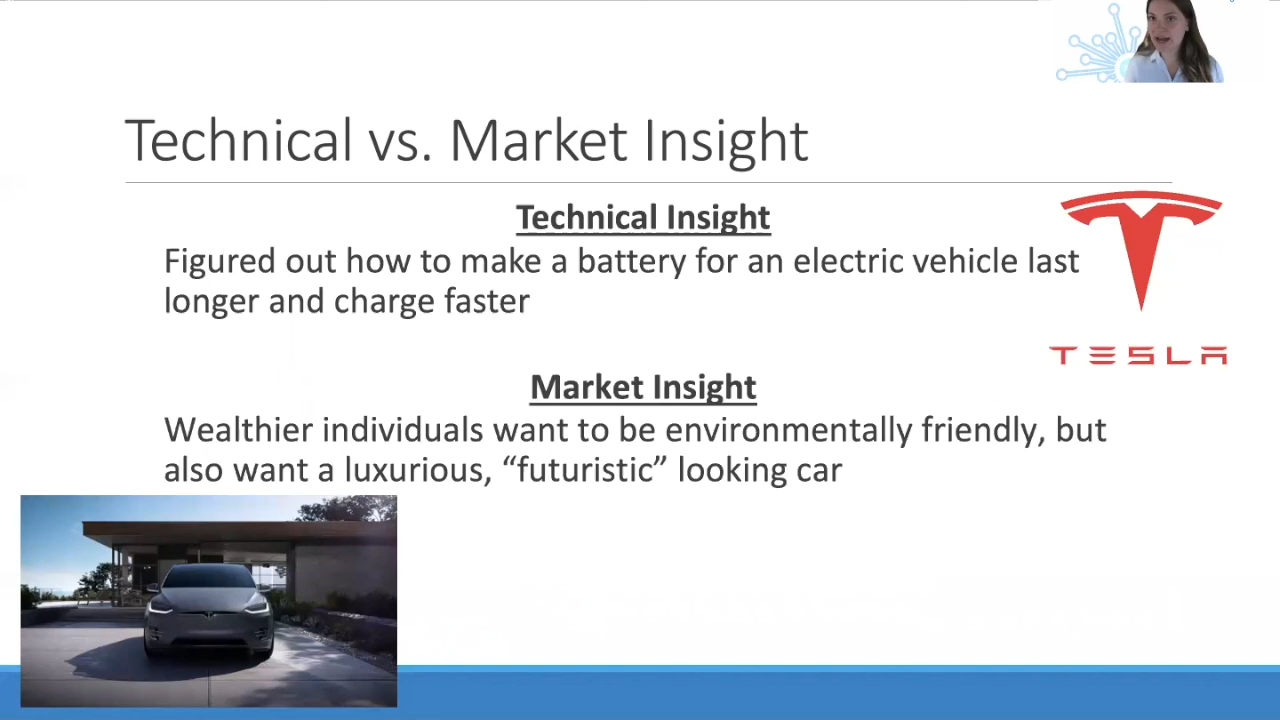 Technical vs. Market Insight
Technical Insight
Figured out how to make a battery for an electric vehicle last
longer and charge faster
TESLA
Market Insight
Wealthier individuals want to be environmentally friendly, but
also want a luxurious, “futuristic” looking car